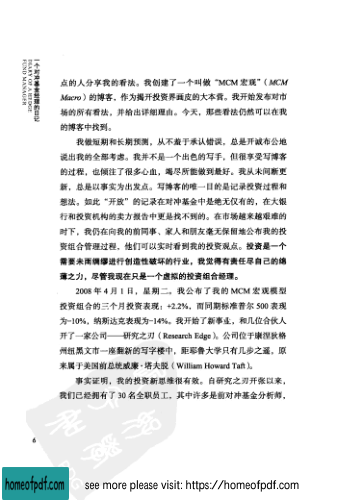 一个对冲基金经理的日记
DIARY OF A HEDGE
FUND MANAGER
点的人分享我的看法。我创建了一个叫做“MCM 宏观”（MCM
Macro）的博客，作为揭开投资界画皮的大本营。我开始发布对市
场的所有看法，并给出详细理由。今天，那些看法仍然可以在我
的博客中找到。
我做短期和长期预测，从不羞于承认错误，总是开诚布公地
说出我的全部考虑。我并不是一个出色的写手，但很享受写博客
的过程，也倾注了很多心血，竭尽所能做到最好。我从未间断更
新，总是以事实为出发点。写博客的唯一目的是记录投资过程和
想法。如此“开放”的记录在对冲基金中是绝无仅有的，在大银
行和投资机构的卖方报告中更是找不到的。在市场越来越艰难的
时下，我仍在向我的前同事、家人和朋友毫无保留地公布我的投
资组合管理过程，他们可以实时看到我的投资观点。投资是一个
需要未雨绸缪进行创造性破坏的行业，我觉得有责任尽自己的绵
薄之力，尽管我现在只是一个虚拟的投资组合经理。
2008 年 4 月 1 日，星期二。我公布了我的 MCM 宏观模型
投资组合的三个月投资表现：+2.2%，而同期标准普尔 500 表现
为-10%，纳斯达克表现为-14%。我开始了新事业，和几位合伙人
开了一家公司——研究之刃（Research Edge）。公司位于康涅狄格
州纽黑文市一座翻新的写字楼中，距耶鲁大学只有几步之遥，原
来属于美国前总统威廉·塔夫脱（William Howard Taft）。
事实证明，我的投资新思维很有效。自研究之刃开张以来，
我们已经拥有了 30 名全职员工，其中许多是前对冲基金分析师，
6
homeofpdf.com
see more please visit: https://homeofpdf.com